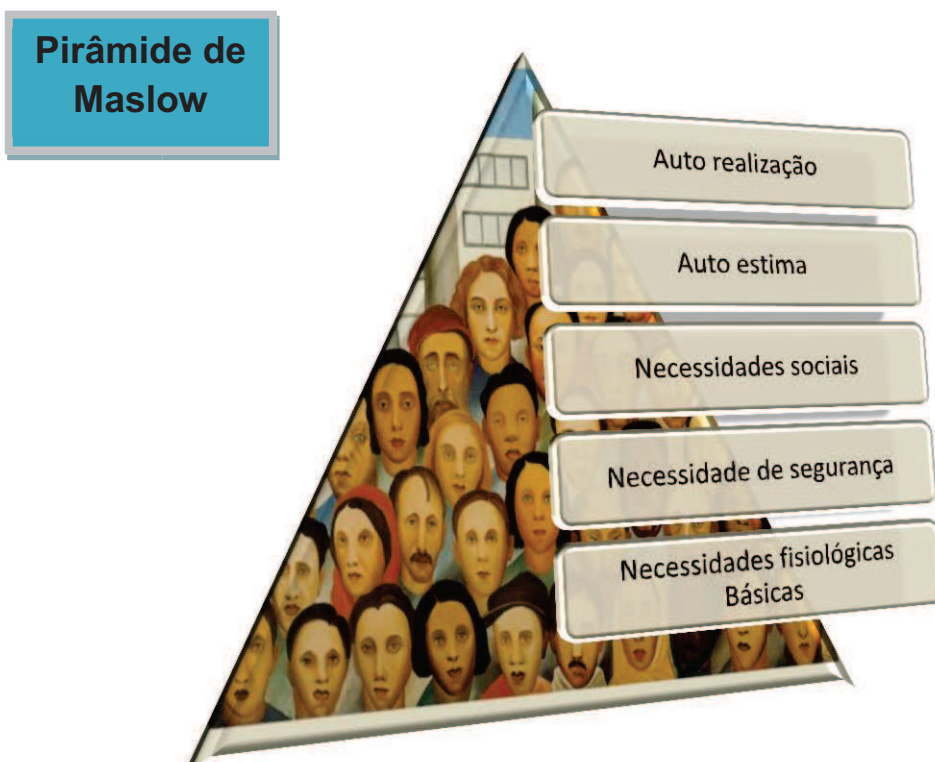 Pirâmide de
Maslow
Auto realização
Auto estima
Necessidades sociais
Necessidade de segurança
Necessidades fisiológicas
Básicas